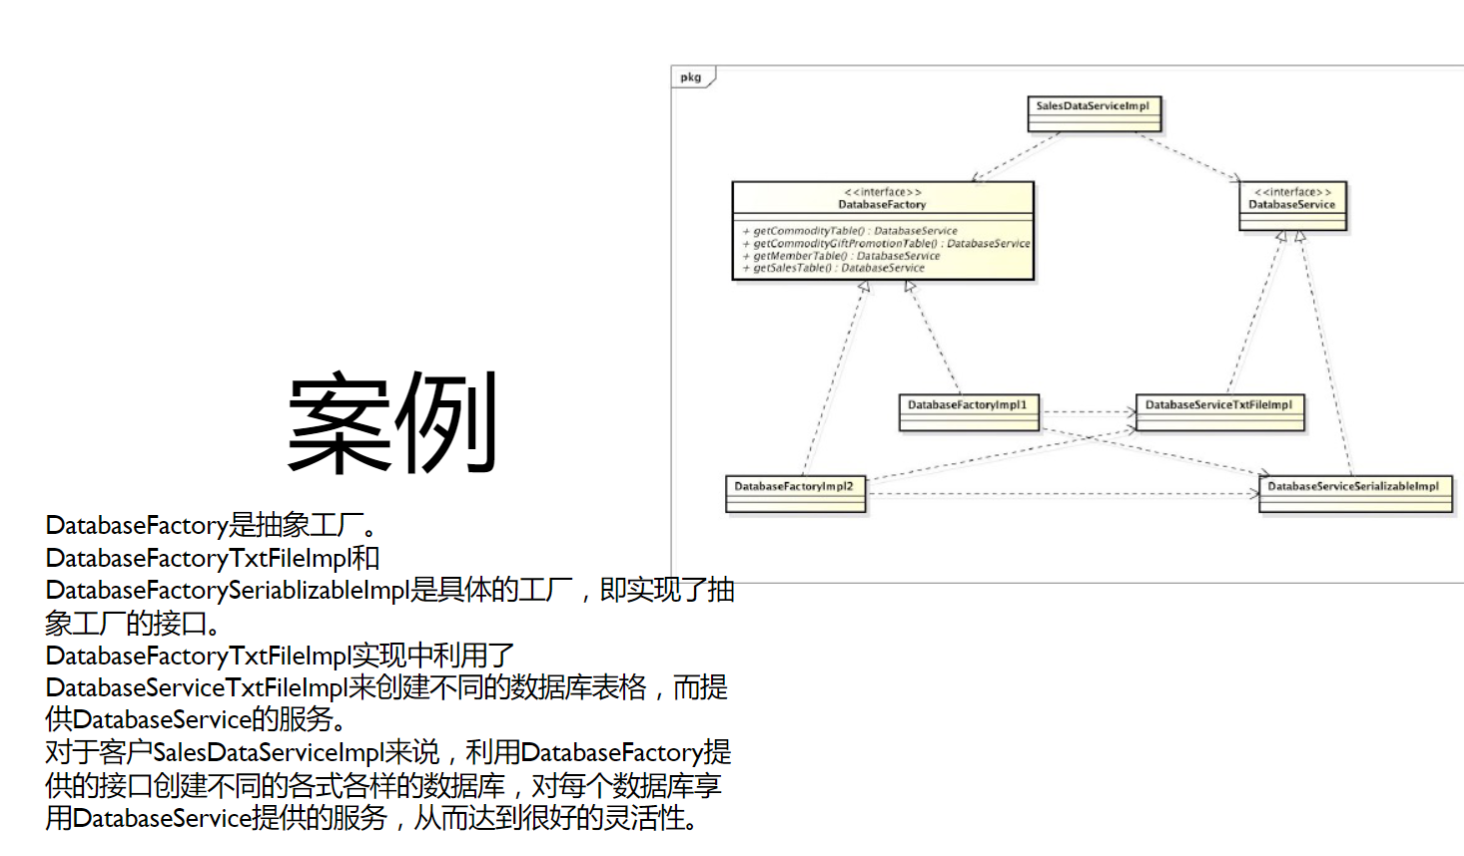 pkg
SalesDataServiceImpl
<<interface>>
DatabaseFactory
+ getCommodityTable() : DatabaseService
+ getCommodityGiftPromotionTable() : DatabaseService
+ getMemberTable() : DatabaseService
+ getSalesTable() : DatabaseService
<<interface>>
DatabaseService
DatabaseFactoryImpl1
DatabaseServiceTxtFileImpl
DatabaseFactoryImpl2
DatabaseServiceSerializableImpl
案例
DatabaseFactory是抽象工厂。
DatabaseFactoryTxtFileImpl和
DatabaseFactorySeriablizableImpl是具体的工厂，即实现了抽
象工厂的接口。
DatabaseFactoryTxtFileImpl实现中利用了
DatabaseServiceTxtFileImpl来创建不同的数据库表格，而提
供DatabaseService的服务。
对于客户SalesDataServiceImpl来说，利用DatabaseFactory提
供的接口创建不同的各式各样的数据库，对每个数据库享
用DatabaseService提供的服务，从而达到很好的灵活性。